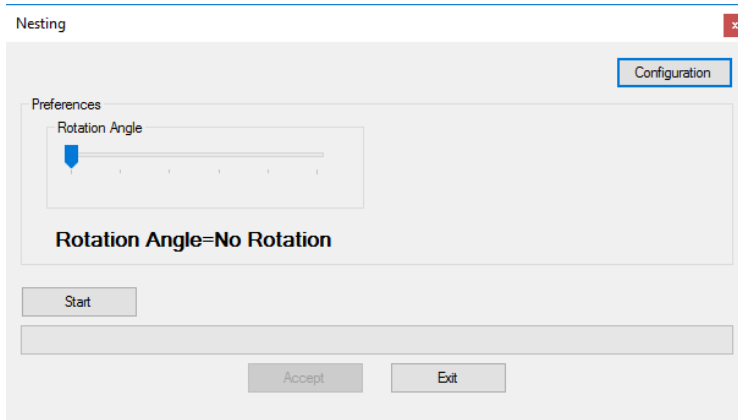 Nesting
x
Configuration
Preferences
Rotation Angle
Rotation Angle=No Rotation
Start
Accept
Exit